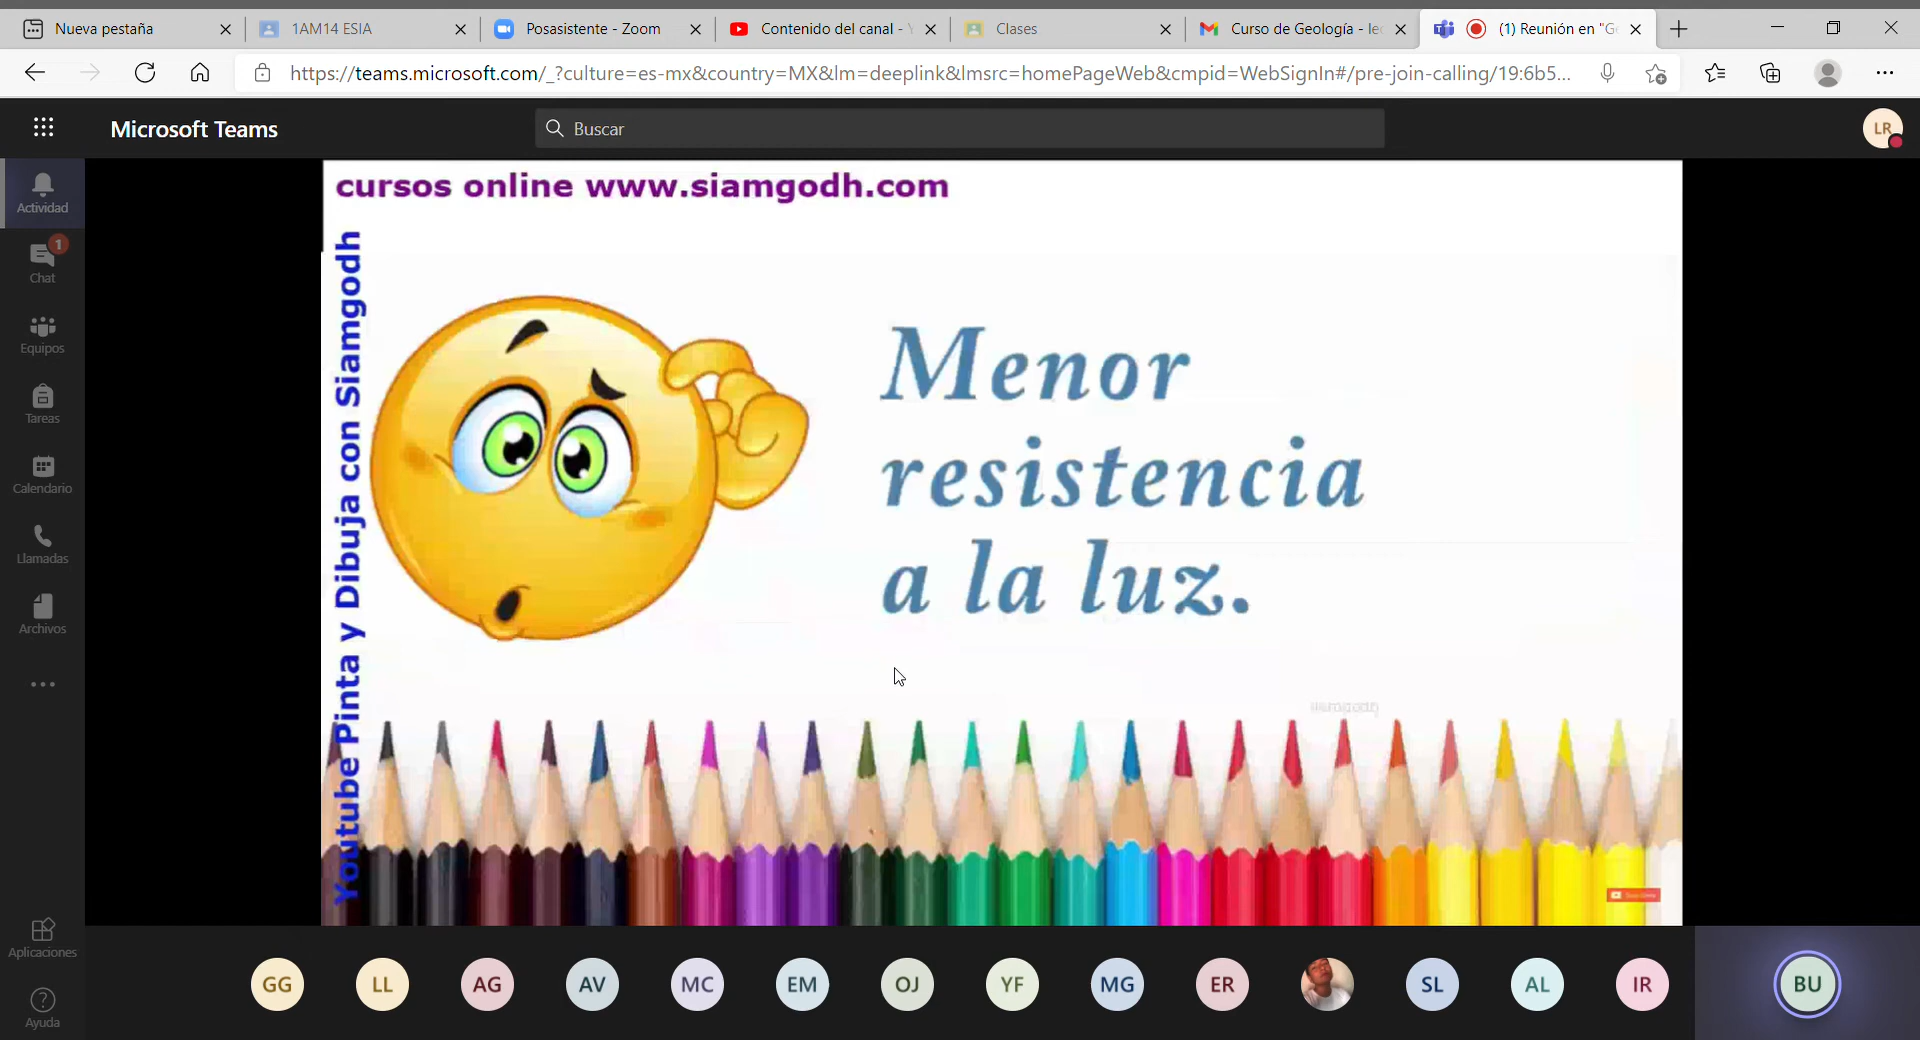 Nueva pestaña
1AM14 ESIA
Posasistente - Zoom
Contenido del canal -
Clases
Curso de Geología - lec
(1) Reunión en "Ge
https://teams.microsoft.com/_?culture=es-mx&country=MX&lm=deeplink&lmsrc=homePageWeb&cmpid=WebSignIn#/pre-join-calling/19:6b5...
Microsoft Teams
Buscar
LR
Actividad
1
Chat
Equipos
Tareas
Calendario
Llamadas
Archivos
Aplicaciones
Ayuda
cursos online www.siamgodh.com
Youtube Pinta y Dibuja con Siamgodh
Menor
resistencia
a la luz.
GG
LL
AG
AV
MC
EM
OJ
YF
MG
ER
SL
AL
IR
BU